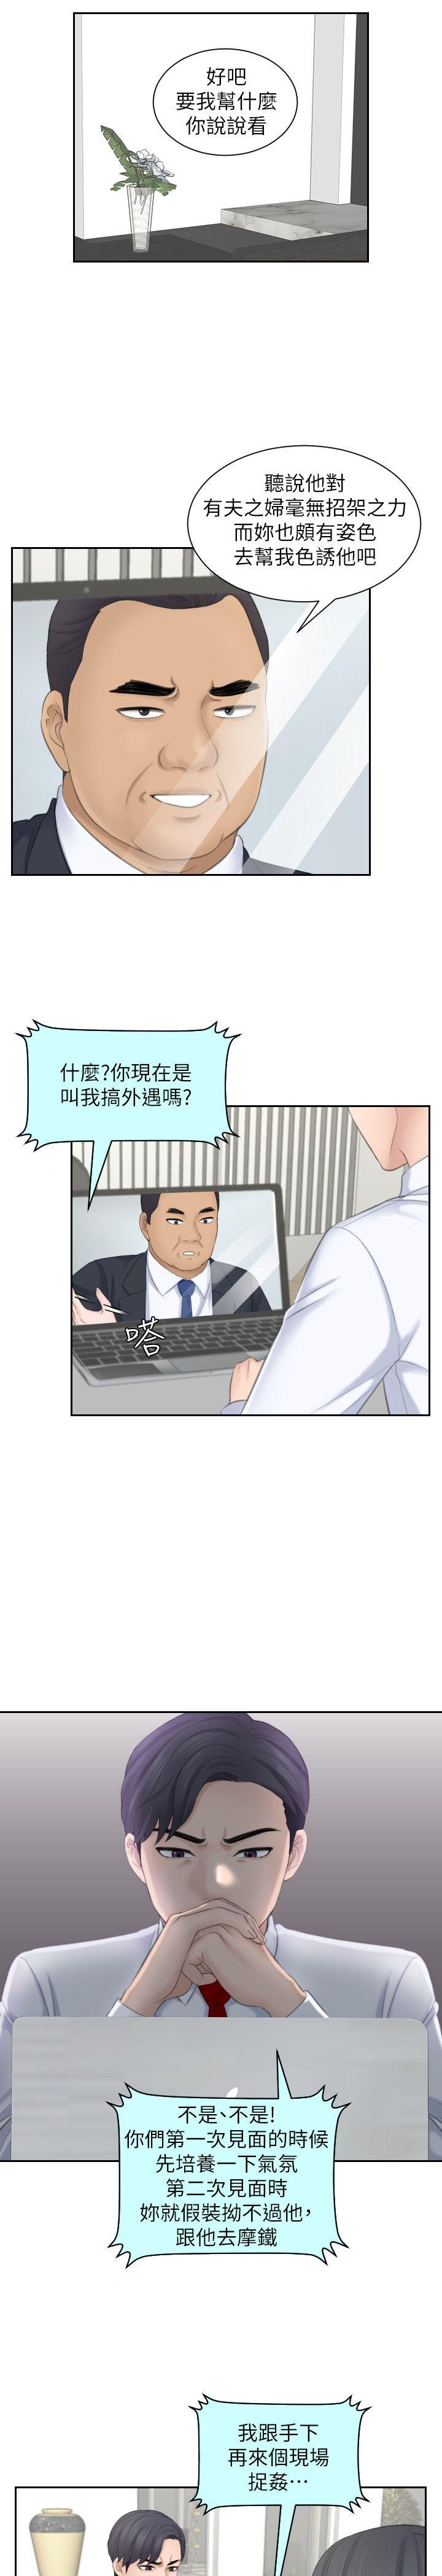 好吧
要我幫什麼
你說說看
聽說他對
有夫之婦毫無招架之力
而妳也頗有姿色
去幫我色誘他吧
什麼?你現在是
叫我搞外遇嗎?
嗒
不是、不是!
你們第一次見面的時候
先培養一下氣氛
第二次見面時
妳就假裝拗不過他,
跟他去摩鐵
我跟手下
再來個現場
捉姦…